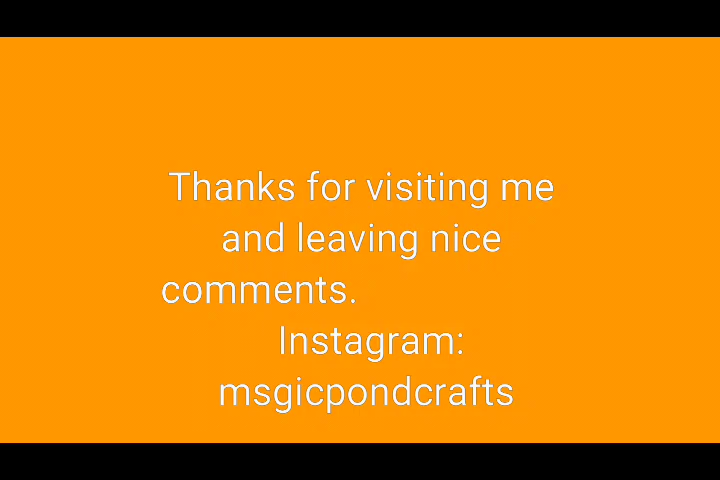 Thanks for visiting me
and leaving nice
comments.
Instagram:
msgicpondcrafts